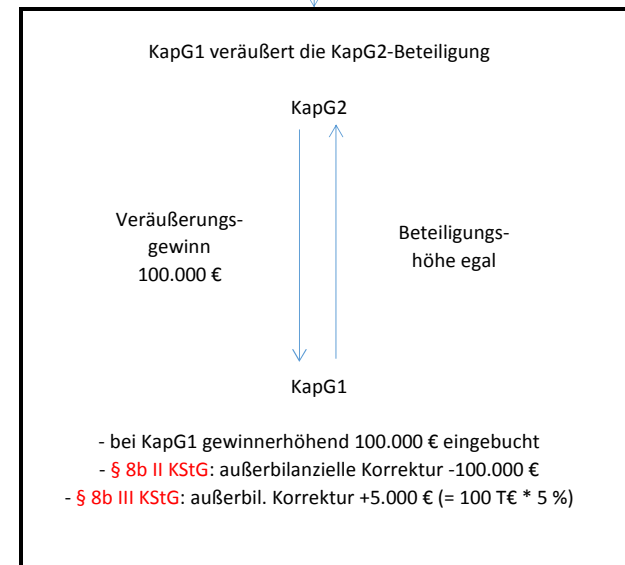 KapG1 veräußert die KapG2-Beteiligung
KapG2
Veräußerungs-
gewinn
100.000 €
Beteiligungs-
höhe egal
KapG1
- bei KapG1 gewinnerhöhend 100.000 € eingebucht
- § 8b II KStG: außerbilanzielle Korrektur -100.000 €
- § 8b III KStG: außerbil. Korrektur +5.000 € (= 100 T€ * 5 %)